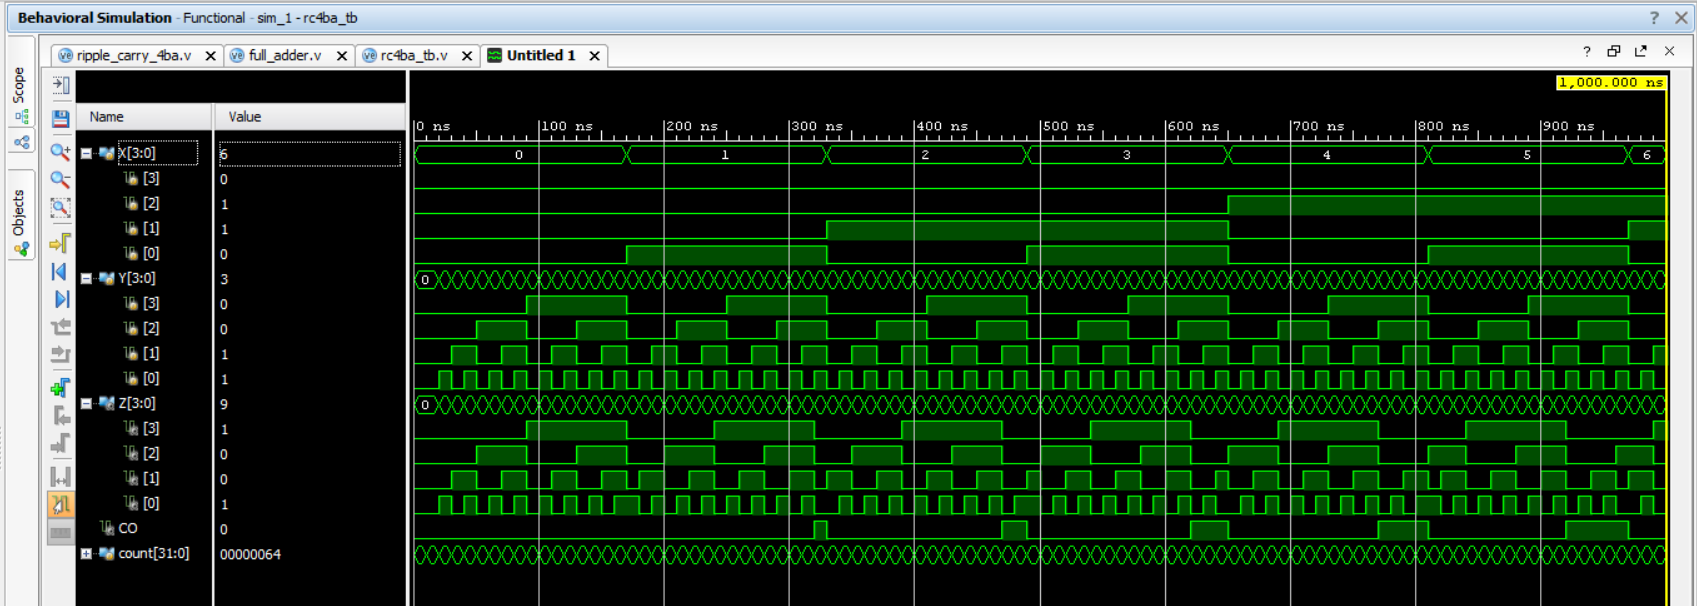 Behavioral Simulation - Functional - sim_1 - rc4ba_tb
ripple_carry_4ba.v
full_adder.v
rc4ba_tb.v
Untitled 1
Scope
Objects
Name Value
1,000.000 ns
0 ns 100 ns 200 ns 300 ns 400 ns 500 ns 600 ns 700 ns 800 ns 900 ns
X[3:0] 6 0 1 2 3 4 5 6
[3] 0
[2] 1
[1] 1
[0] 0
Y[3:0] 3 0
[3] 0
[2] 0
[1] 1
[0] 1
Z[3:0] 9 0
[3] 1
[2] 0
[1] 0
[0] 1
CO 0
count[31:0] 00000064